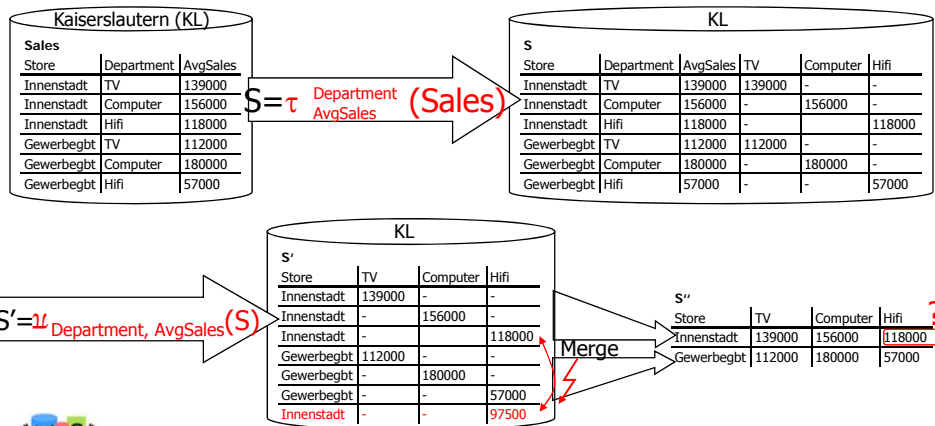 Kaiserslautern (KL)
Sales
Store Department AvgSales
Innenstadt TV 139000
Innenstadt Computer 156000
Innenstadt Hifi 118000
Gewerbegbt TV 112000
Gewerbegbt Computer 180000
Gewerbegbt Hifi 57000
S=τ Department AvgSales (Sales)
KL
S
Store Department AvgSales TV Computer Hifi
Innenstadt TV 139000 139000 - -
Innenstadt Computer 156000 - 156000 -
Innenstadt Hifi 118000 - 118000
Gewerbegbt TV 112000 112000 - -
Gewerbegbt Computer 180000 - 180000 -
Gewerbegbt Hifi 57000 - - 57000
S'=u Department, AvgSales(S)
KL
S'
Store TV Computer Hifi
Innenstadt 139000 - -
Innenstadt - 156000 -
Innenstadt - 118000
Gewerbegbt 112000 - -
Gewerbegbt - 180000 -
Gewerbegbt - - 57000
Innenstadt - - 97500
Merge
S''
Store TV Computer Hifi
Innenstadt 139000 156000 118000
Gewerbegbt 112000 180000 57000
?